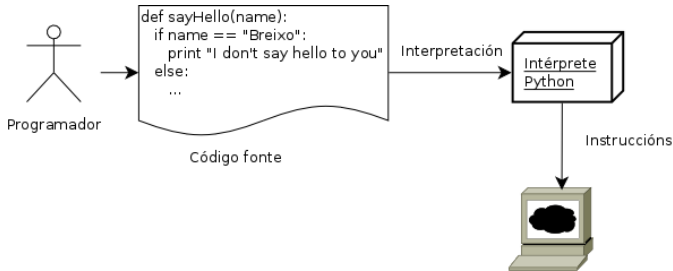 Programador
def sayHello(name):
if name == "Breixo":
print "I don't say hello to you"
else:
...
Código fonte
Interpretación
Intérprete
Python
Instruccións